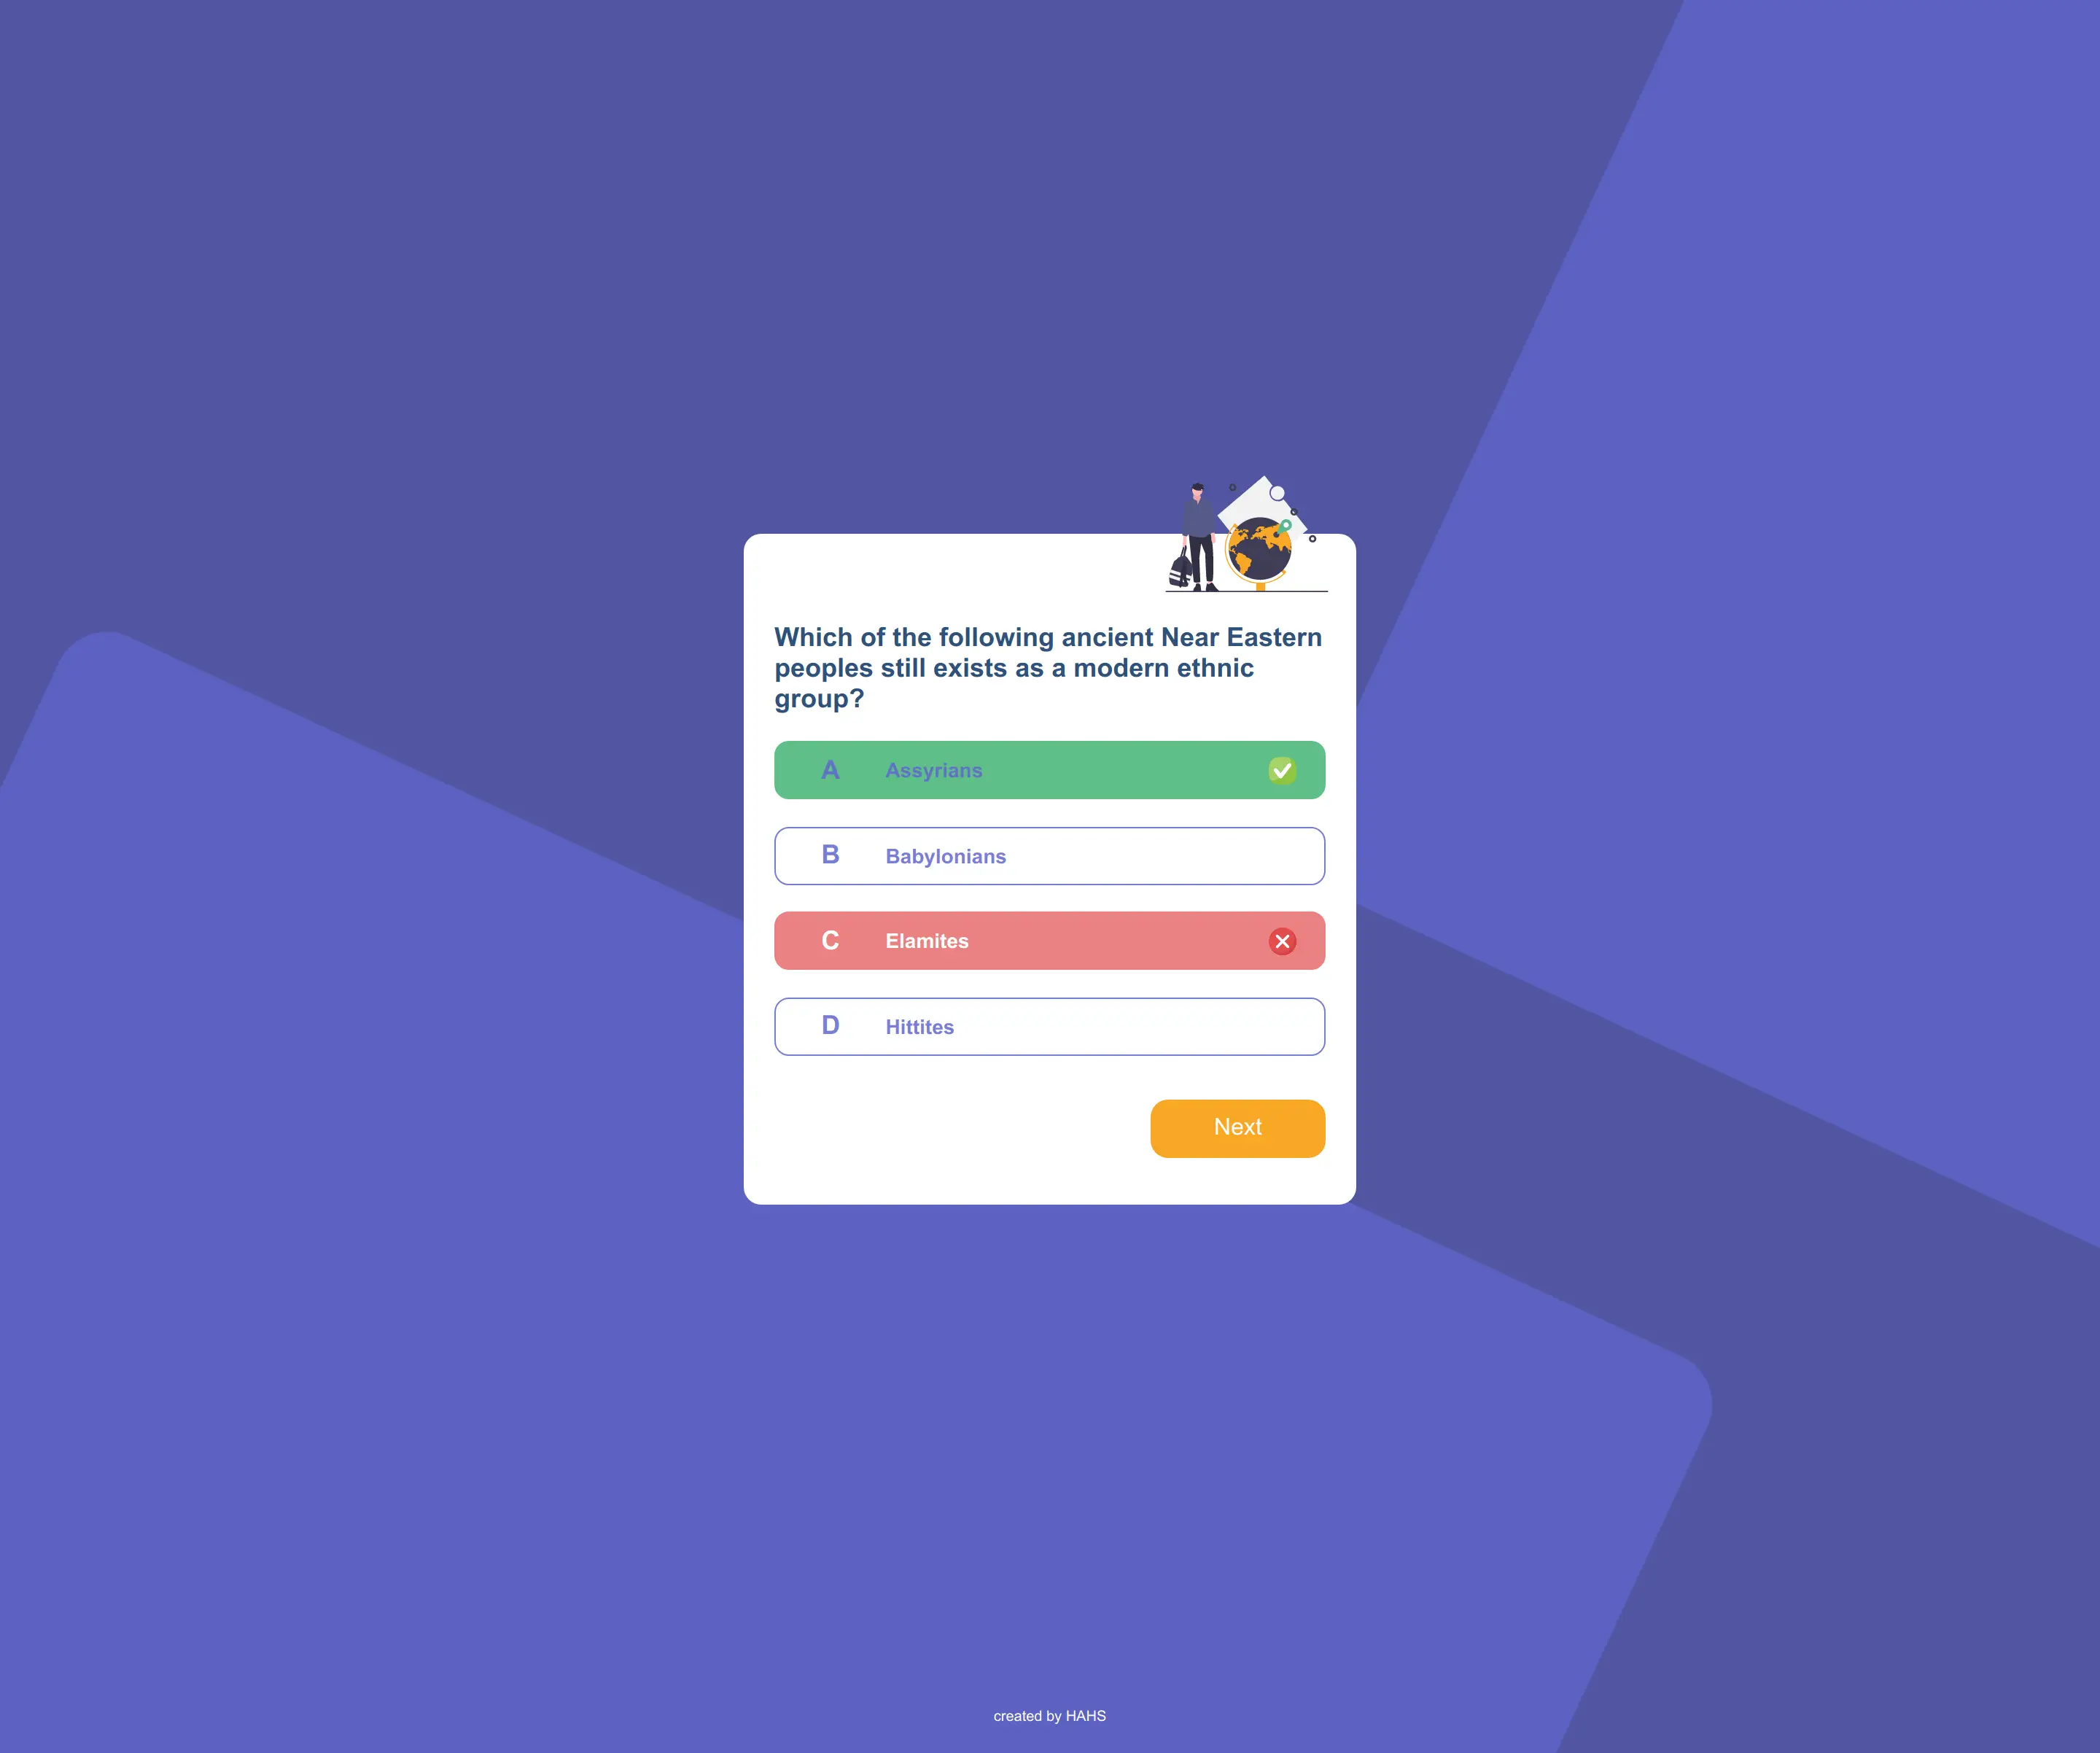 Which of the following ancient Near Eastern
peoples still exists as a modern ethnic
group?
A Assyrians
B Babylonians
C Elamites
D Hittites
Next
created by HAHS